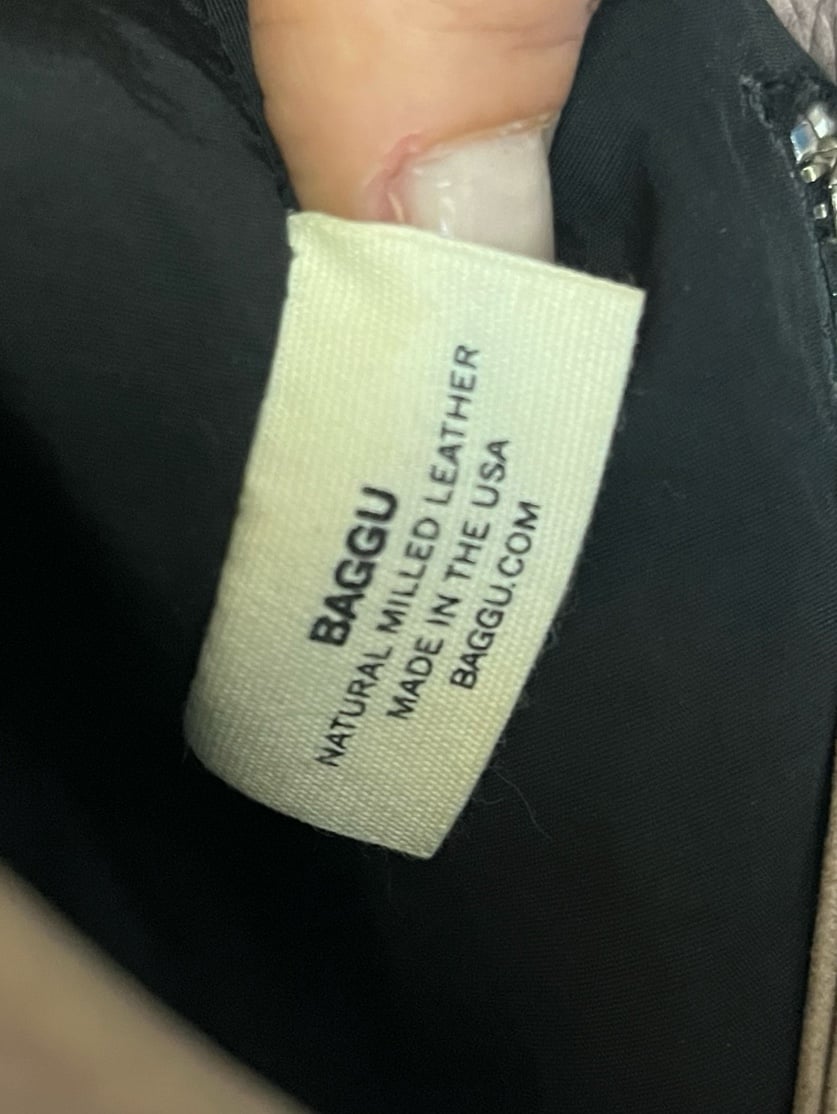 BAGGU
NATURAL MILLED LEATHER
MADE IN THE USA
BAGGU.COM